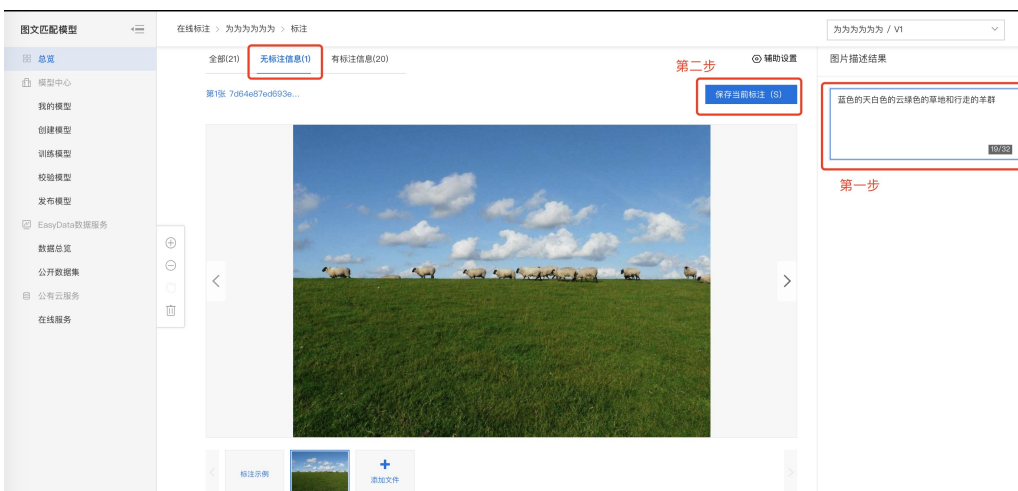 图文匹配模型
总览
模型中心
我的模型
创建模型
训练模型
校验模型
发布模型
EasyData数据服务
数据总览
公开数据集
公有云服务
在线服务
在线标注 > 为为为为为为 > 标注
为为为为为为 / V1
全部(21) 无标注信息(1) 有标注信息(20)
第二步
辅助设置
第1张 7d64e87ed693e...
保存当前标注（S）
标注示例
添加文件
图片描述结果
蓝色的天白色的云绿色的草地和行走的羊群
19/32
第一步